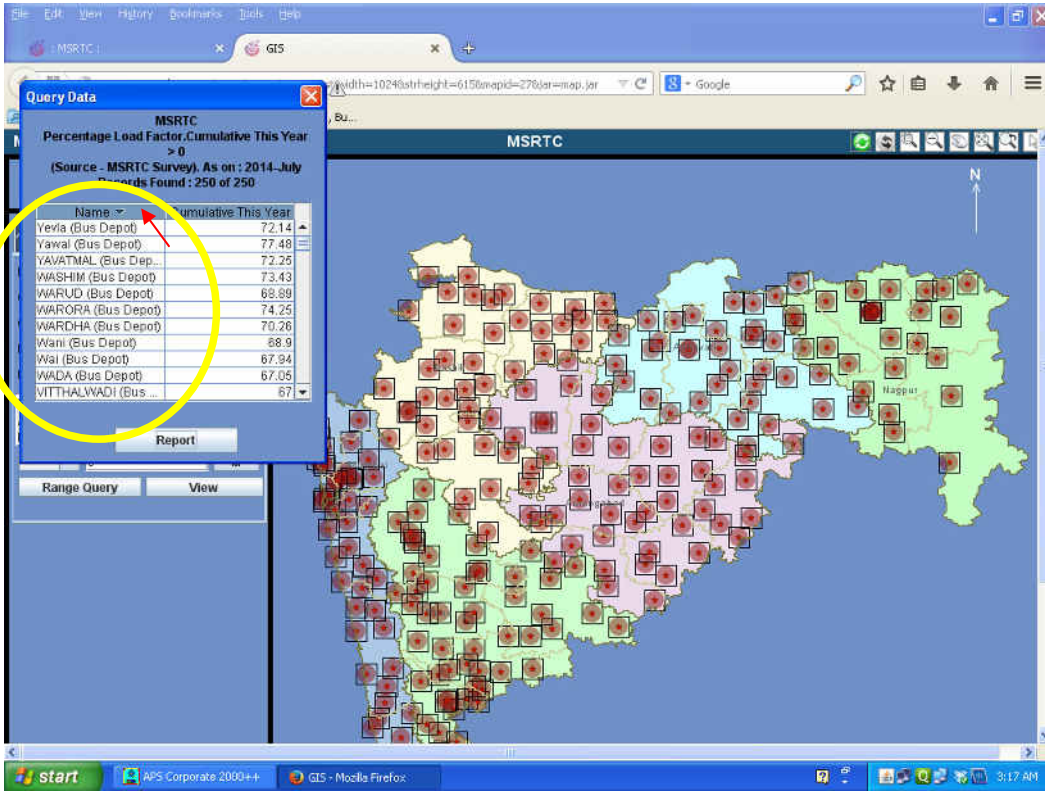 File Edit View History Bookmarks Tools Help
: MSRTC :
GIS
width=1024&strheight=615&mapid=27&jar=map.jar
Google
, Bu...
Query Data
MSRTC
Percentage Load Factor.Cumulative This Year
> 0
(Source - MSRTC Survey). As on : 2014-July
Records Found : 250 of 250
Name Cumulative This Year
Yevla (Bus Depot) 72.14
Yawal (Bus Depot) 77.48
YAVATMAL (Bus Dep... 72.25
WASHIM (Bus Depot) 73.43
WARUD (Bus Depot) 68.89
WARORA (Bus Depot) 74.25
WARDHA (Bus Depot) 70.26
Wani (Bus Depot) 68.9
Wai (Bus Depot) 67.94
WADA (Bus Depot) 67.05
VITTHALWADI (Bus ... 67
Report
Range Query View
MSRTC
N
Nagpur
start
APS Corporate 2000++
GIS - Mozilla Firefox
3:17 AM